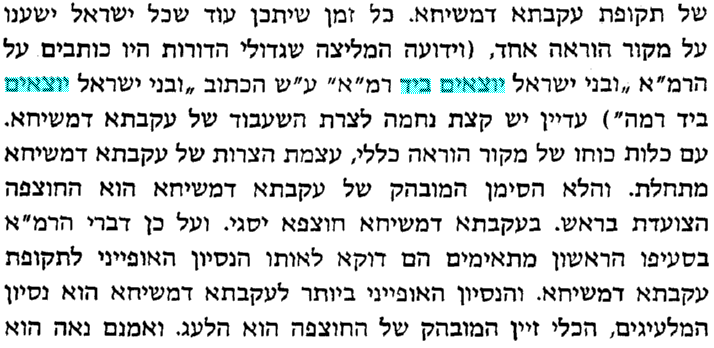 של תקופת עקבתא דמשיחא. כל זמן שיתכן עוד שכל ישראל ישענו
על מקור הוראה אחד, (וידועה המליצה שגדולי הדורות היו כותבים על
הרמ״א „ובני ישראל יוצאים ביד רמ״א״ ע״ש הכתוב „ובני ישראל יוצאים
ביד רמה״) עדיין יש קצת נחמה לצרת השעבוד של עקבתא דמשיחא.
עם כלות כוחו של מקור הוראה כללי, עצמת הצרות של עקבתא דמשיחא
מתחלת. והלא הסימן המובהק של עקבתא דמשיחא הוא החוצפה
הצועדת בראש. בעקבתא דמשיחא חוצפא יסגי. ועל כן דברי הרמ״א
בסעיפו הראשון מתאימים הם דוקא לאותו הנסיון האופייני לתקופת
עקבתא דמשיחא. והנסיון האופייני ביותר לעקבתא דמשיחא הוא נסיון
המלעיגים, הכלי זיין המובהק של החוצפה הוא הלעג. ואמנם נאה הוא